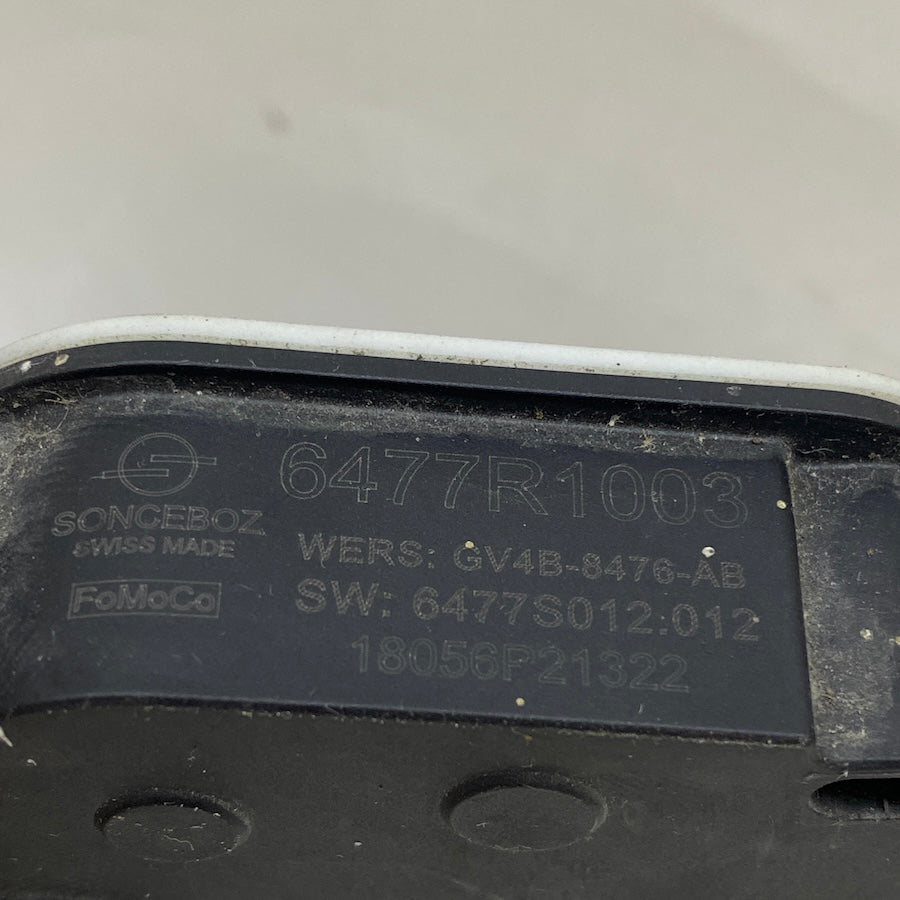 6477R1003
SONCEBOZ
SWISS MADE
WERS: GV4B-8476-AB
FoMoCo
SW: 6477S012.012
18056P21322